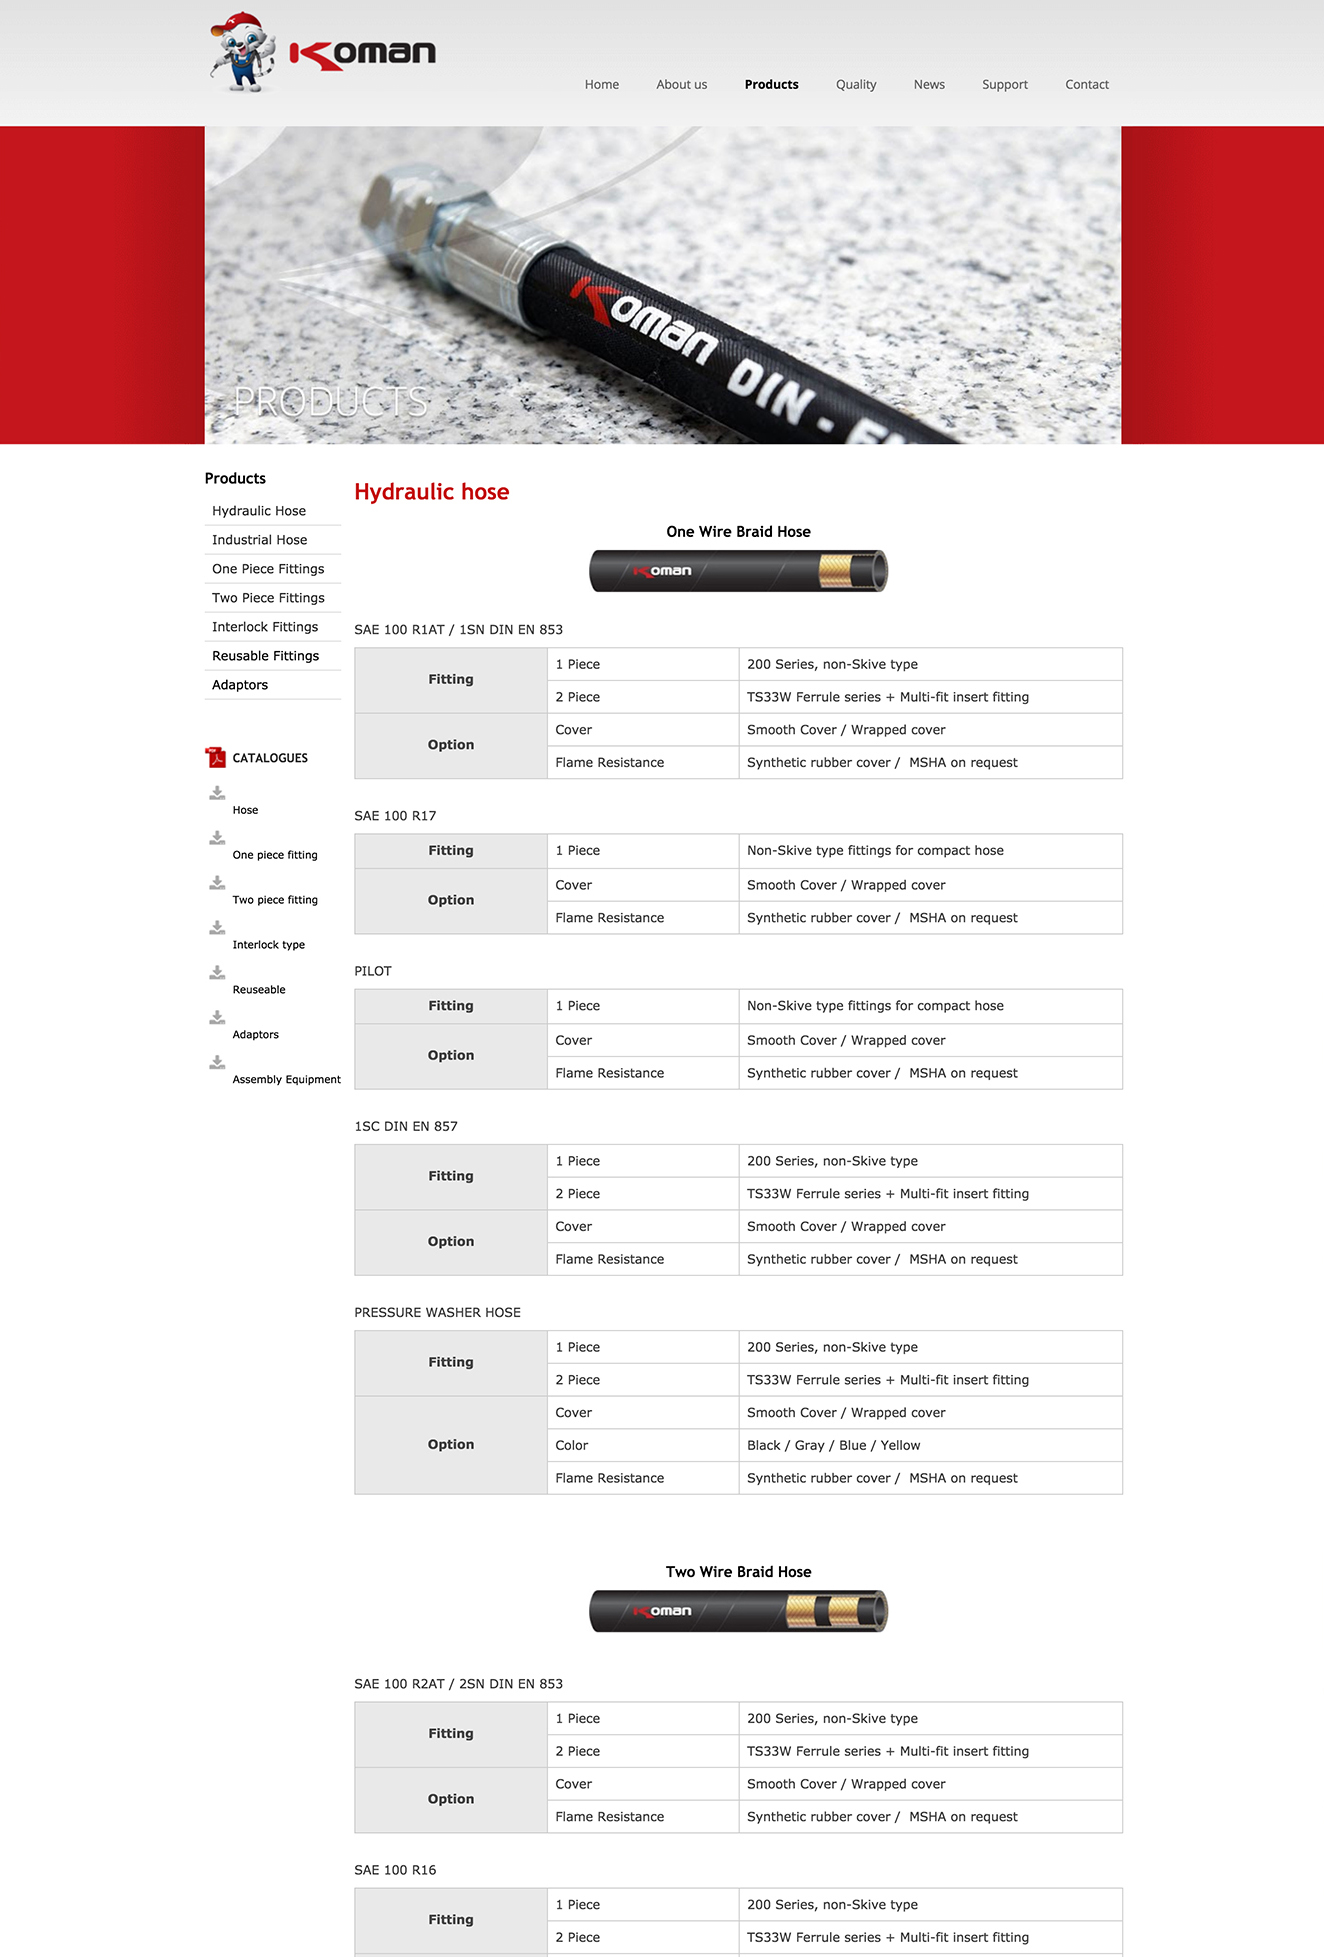 Koman
Home About us Products Quality News Support Contact
Koman DIN - E
PRODUCTS
Products
Hydraulic Hose
Industrial Hose
One Piece Fittings
Two Piece Fittings
Interlock Fittings
Reusable Fittings
Adaptors
CATALOGUES
Hose
One piece fitting
Two piece fitting
Interlock type
Reuseable
Adaptors
Assembly Equipment
Hydraulic hose
One Wire Braid Hose
Koman
SAE 100 R1AT / 1SN DIN EN 853
Fitting
1 Piece 200 Series, non-Skive type
2 Piece TS33W Ferrule series + Multi-fit insert fitting
Option
Cover Smooth Cover / Wrapped cover
Flame Resistance Synthetic rubber cover / MSHA on request
SAE 100 R17
Fitting 1 Piece Non-Skive type fittings for compact hose
Option
Cover Smooth Cover / Wrapped cover
Flame Resistance Synthetic rubber cover / MSHA on request
PILOT
Fitting 1 Piece Non-Skive type fittings for compact hose
Option
Cover Smooth Cover / Wrapped cover
Flame Resistance Synthetic rubber cover / MSHA on request
1SC DIN EN 857
Fitting
1 Piece 200 Series, non-Skive type
2 Piece TS33W Ferrule series + Multi-fit insert fitting
Option
Cover Smooth Cover / Wrapped cover
Flame Resistance Synthetic rubber cover / MSHA on request
PRESSURE WASHER HOSE
Fitting
1 Piece 200 Series, non-Skive type
2 Piece TS33W Ferrule series + Multi-fit insert fitting
Option
Cover Smooth Cover / Wrapped cover
Color Black / Gray / Blue / Yellow
Flame Resistance Synthetic rubber cover / MSHA on request
Two Wire Braid Hose
Koman
SAE 100 R2AT / 2SN DIN EN 853
Fitting
1 Piece 200 Series, non-Skive type
2 Piece TS33W Ferrule series + Multi-fit insert fitting
Option
Cover Smooth Cover / Wrapped cover
Flame Resistance Synthetic rubber cover / MSHA on request
SAE 100 R16
Fitting
1 Piece 200 Series, non-Skive type
2 Piece TS33W Ferrule series + Multi-fit insert fitting